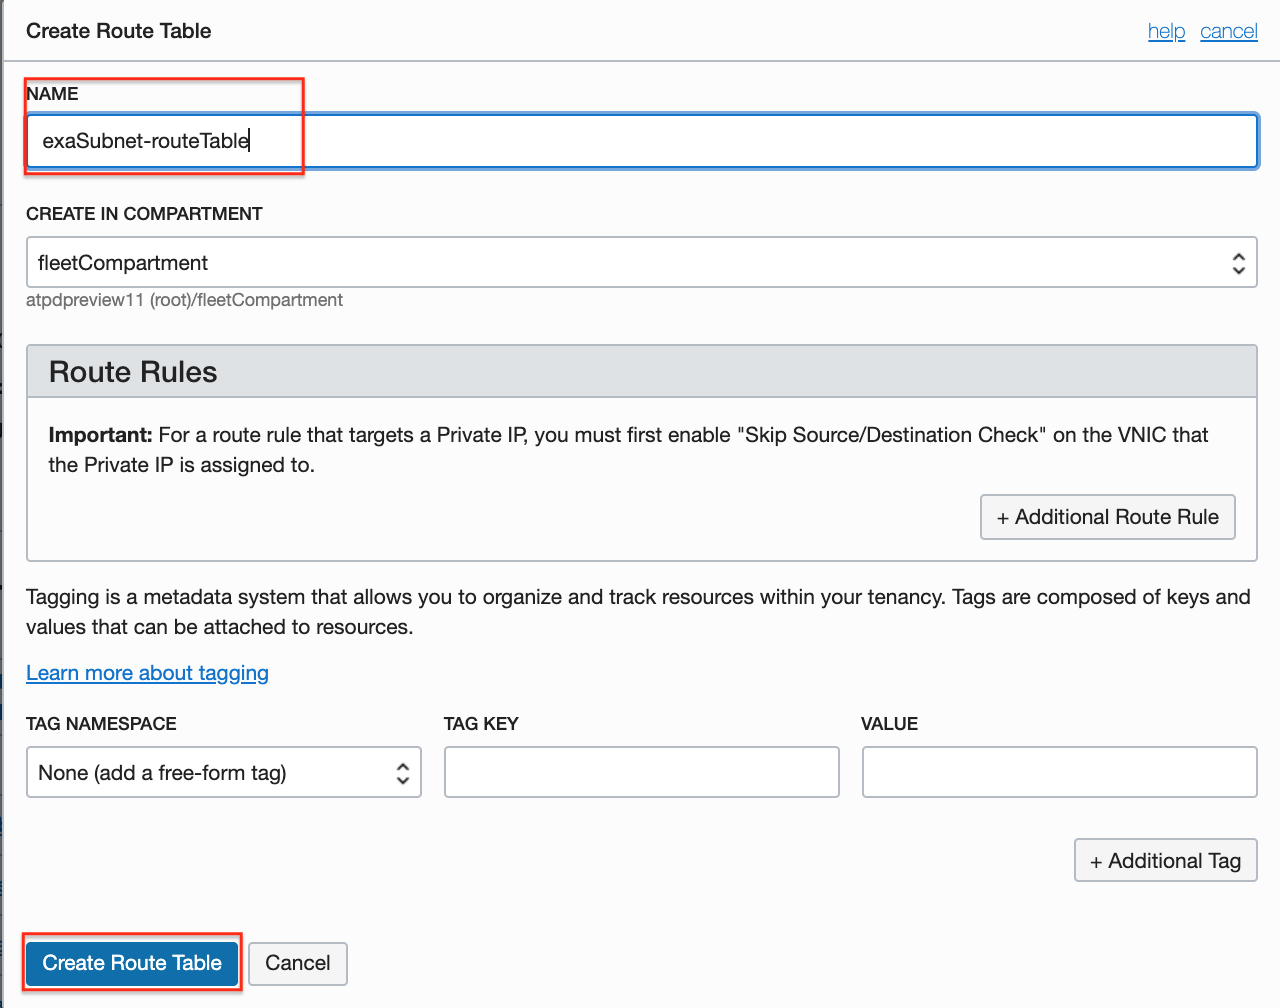 Create Route Table
help cancel
NAME
exaSubnet-routeTable
CREATE IN COMPARTMENT
fleetCompartment
atpdpreview11 (root)/fleetCompartment
Route Rules
Important: For a route rule that targets a Private IP, you must first enable "Skip Source/Destination Check" on the VNIC that
the Private IP is assigned to.
+ Additional Route Rule
Tagging is a metadata system that allows you to organize and track resources within your tenancy. Tags are composed of keys and
values that can be attached to resources.
Learn more about tagging
TAG NAMESPACE TAG KEY VALUE
None (add a free-form tag)
+ Additional Tag
Create Route Table Cancel